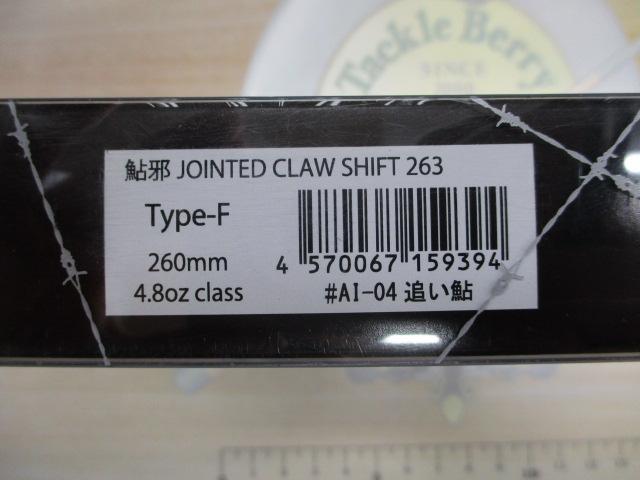 Tackle Berry
SINCE
鮎邪 JOINTED CLAW SHIFT 263
Type-F
260mm
4.8oz class
4 570067 159394
#AI-04 追い鮎